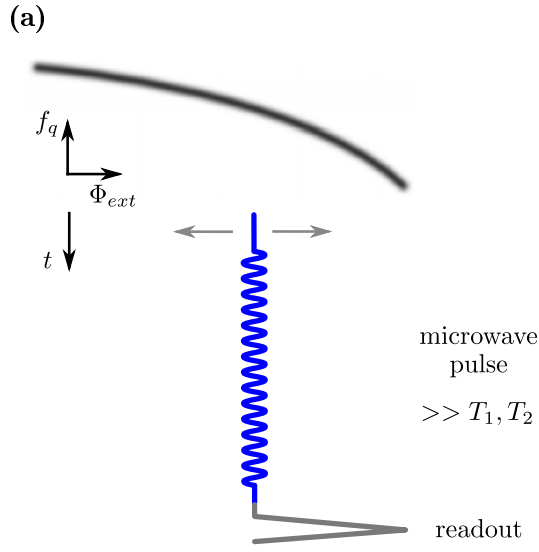 (a)
f_q
Φ_ext
t
microwave
pulse
>> T_1, T_2
readout